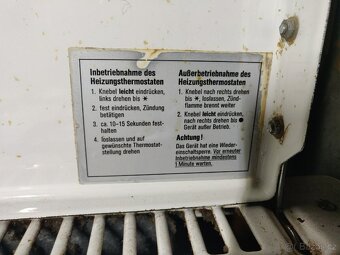 Inbetriebnahme des
Heizungsthermostaten
1. Knebel leicht eindrücken,
links drehen bis ✶
2. fest eindrücken, Zündung
betätigen
3. ca. 10–15 Sekunden fest-
halten
4. loslassen und auf
gewünschte Thermostat-
stellung drehen
Außerbetriebnahme des
Heizungsthermostaten
1. Knebel nach rechts drehen
bis ✶, loslassen, Zünd-
flamme brennt weiter
2. Knebel leicht eindrücken,
nach rechts drehen bis ●
Gerät außer Betrieb.
Achtung!
Das Gerät hat eine Wieder-
einschaltsperre. Vor erneuter
Inbetriebnahme mindestens
1 Minute warten.